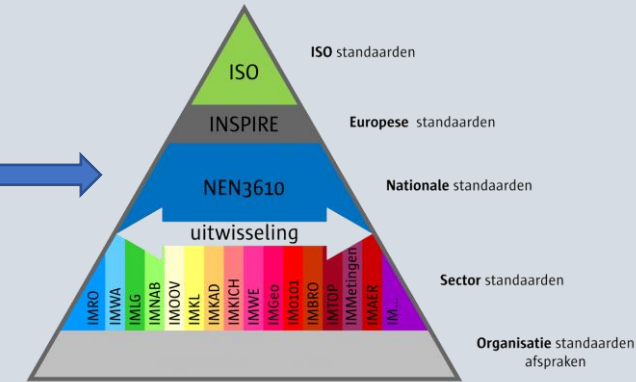 ISO
ISO standaarden
INSPIRE
Europese standaarden
NEN3610
Nationale standaarden
uitwisseling
IMRO
IMWA
IMLG
IMNAB
IMOOV
IMKL
IMKAD
IMKICH
IMWE
IMGeo
IM0101
IMBRO
IMTOP
IMMetingen
IMAER
IM...
Sector standaarden
Organisatie standaarden
afspraken